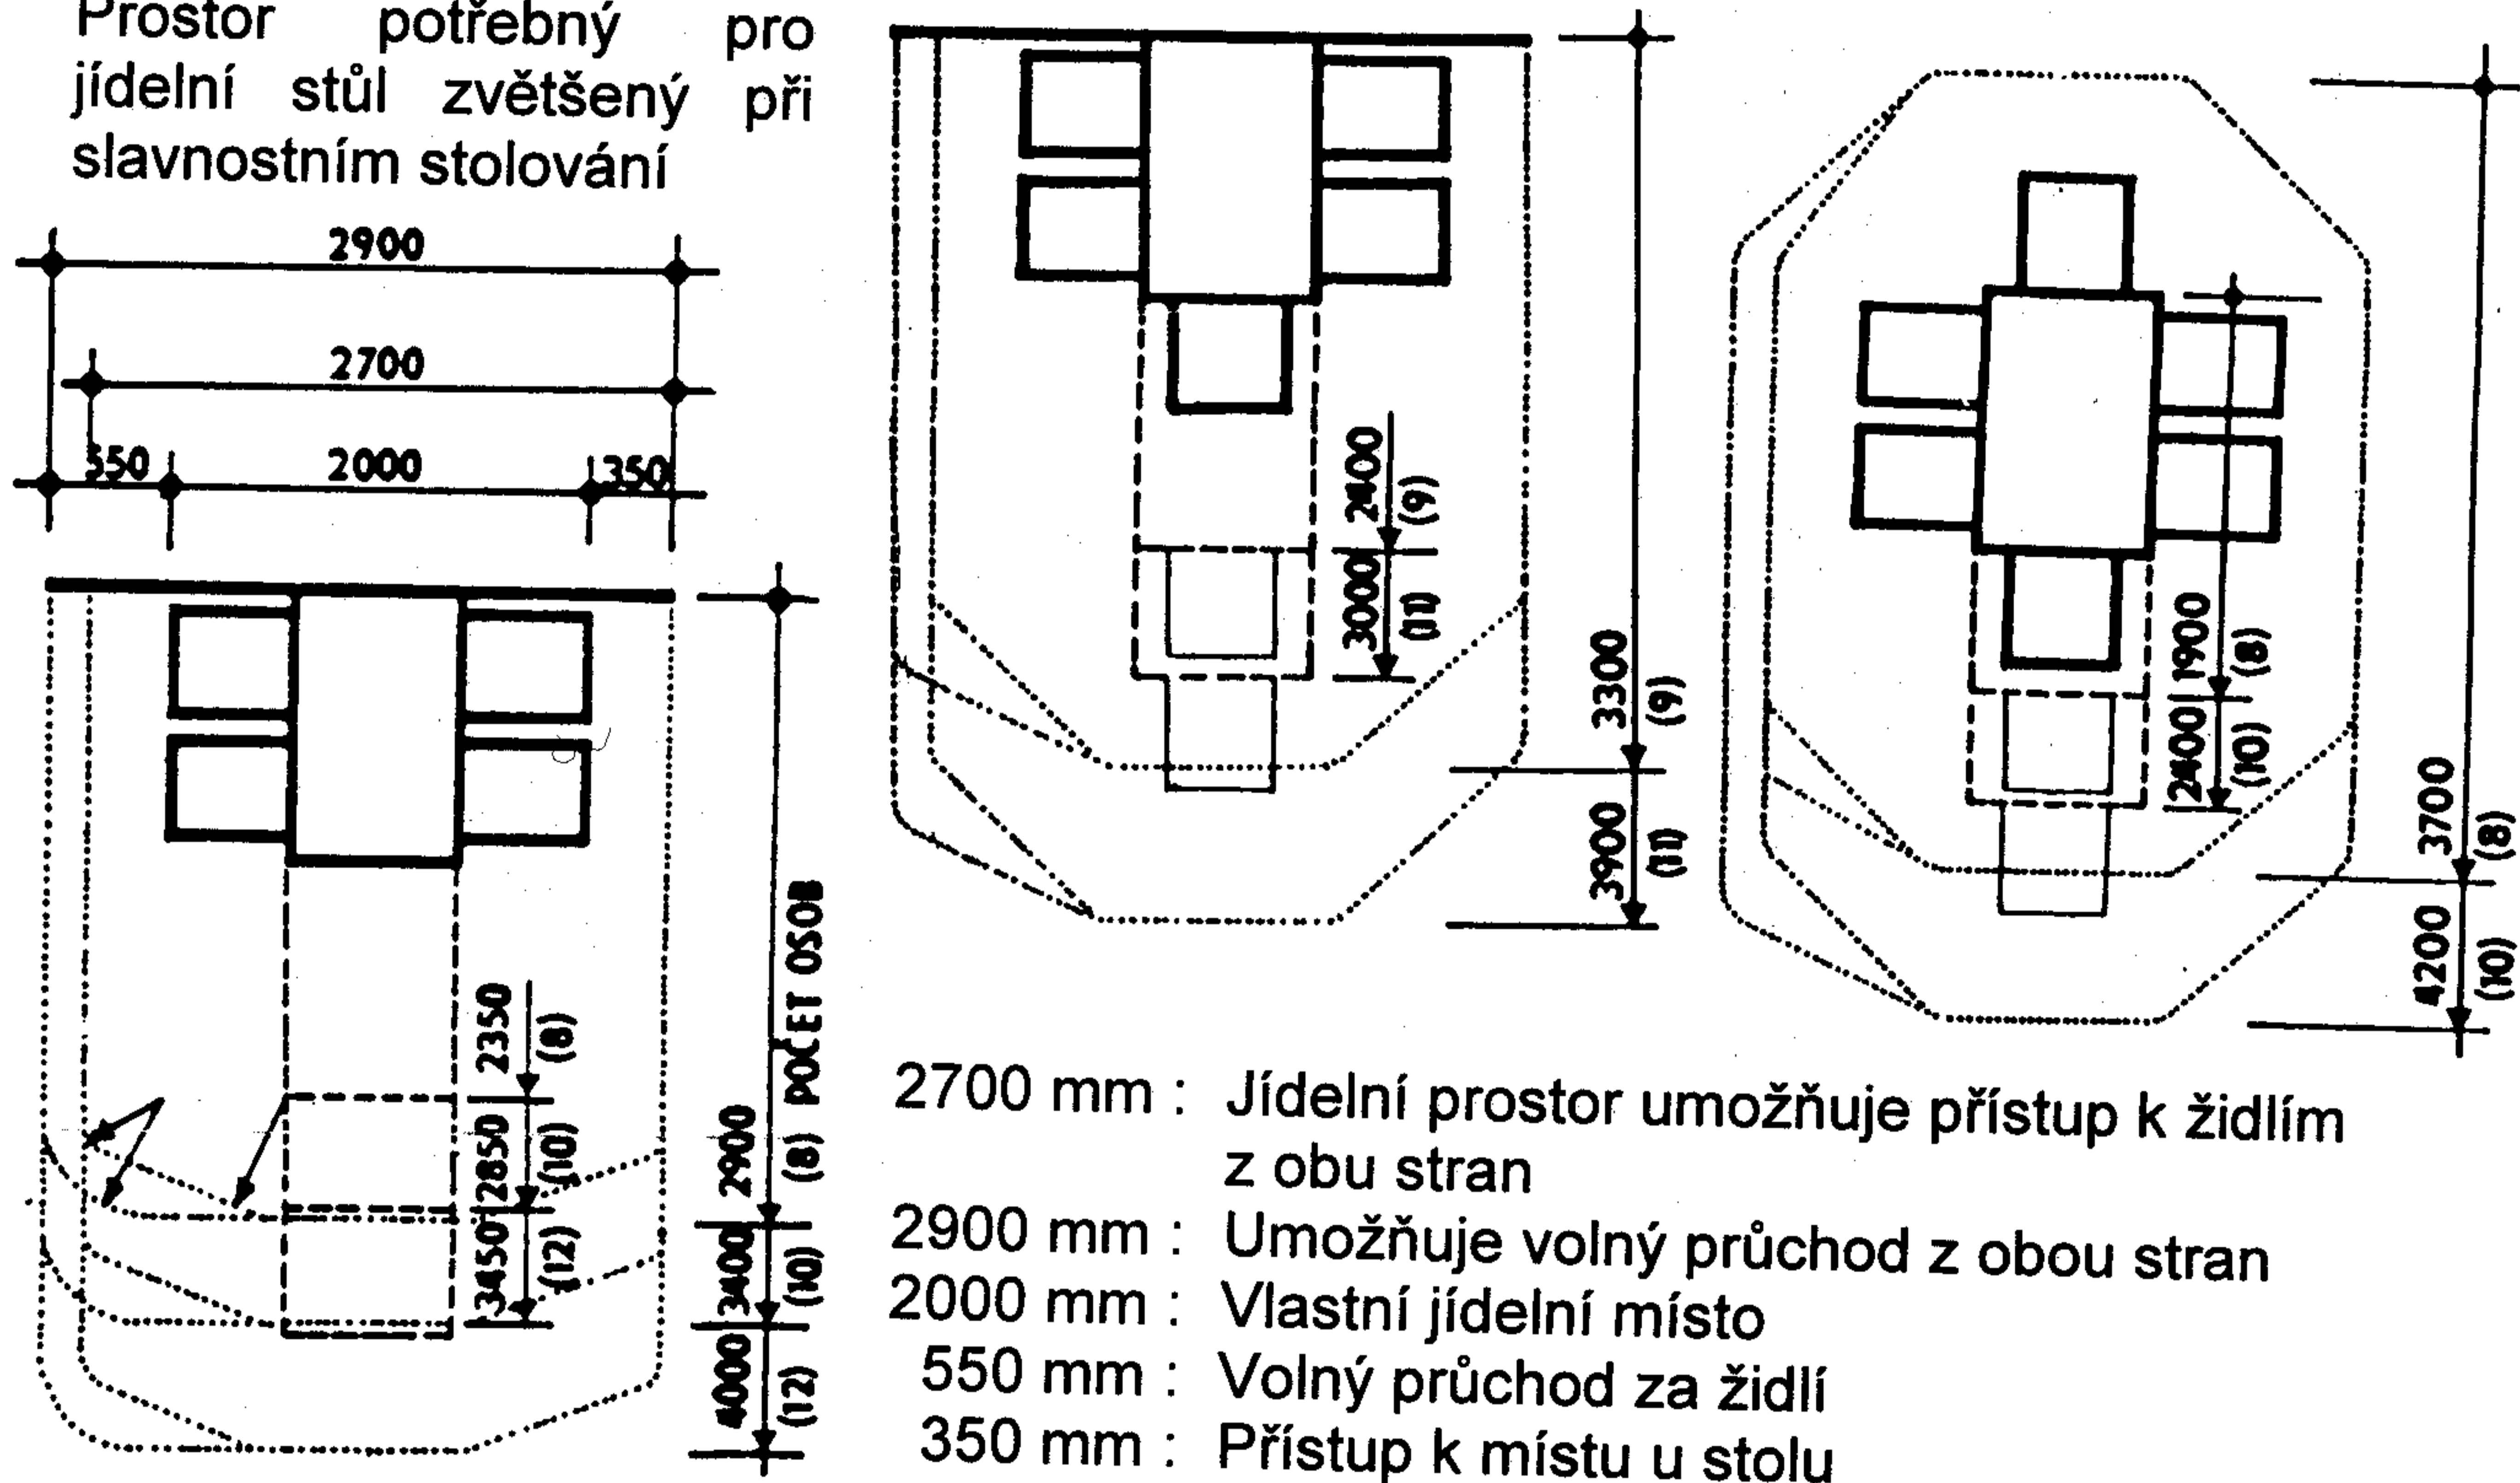 Prostor potřebný pro
jídelní stůl zvětšený při
slavnostním stolování
2900
2700
550 2000 350
2350 (8)
2850 (10)
3450 (12)
POČET OSOB
2900 (8)
3400 (10)
4000 (12)
2400 (9)
3000 (11)
3300 (9)
3900 (11)
1900 (8)
2400 (10)
3700 (8)
4200 (10)
2700 mm : Jídelní prostor umožňuje přístup k židlím
z obu stran
2900 mm : Umožňuje volný průchod z obou stran
2000 mm : Vlastní jídelní místo
550 mm : Volný průchod za židlí
350 mm : Přístup k místu u stolu